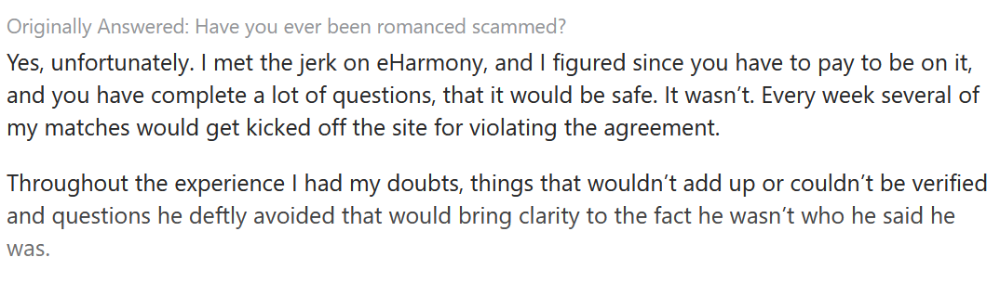 Originally Answered: Have you ever been romanced scammed?
Yes, unfortunately. I met the jerk on eHarmony, and I figured since you have to pay to be on it,
and you have complete a lot of questions, that it would be safe. It wasn’t. Every week several of
my matches would get kicked off the site for violating the agreement.
Throughout the experience I had my doubts, things that wouldn’t add up or couldn’t be verified
and questions he deftly avoided that would bring clarity to the fact he wasn’t who he said he
was.